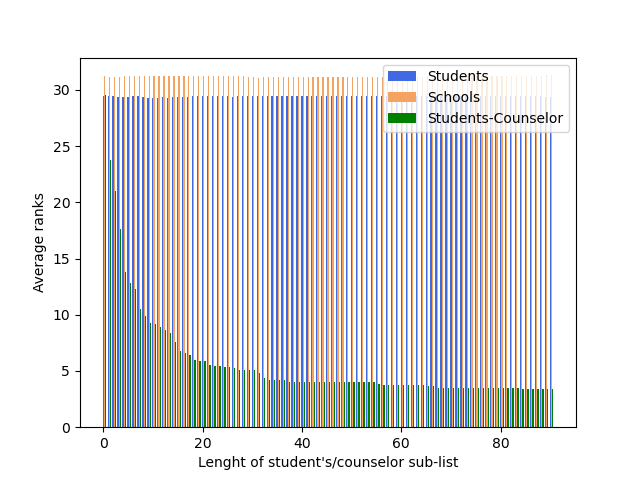 Students
Schools
Students-Counselor
Average ranks
30
25
20
15
10
5
0
0 20 40 60 80
Lenght of student's/counselor sub-list